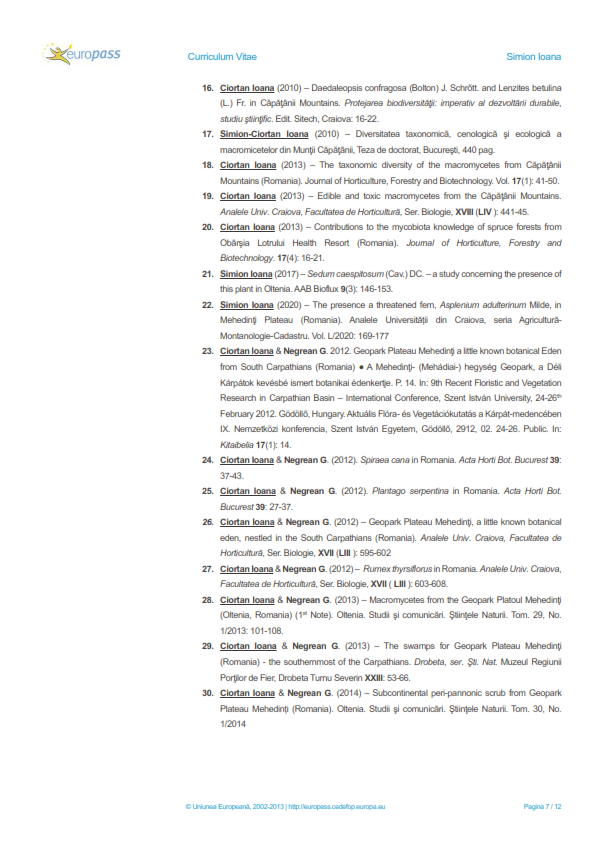 europass
Curriculum Vitae Simion Ioana
16. Ciortan Ioana (2010) – Daedaleopsis confragosa (Bolton) J. Schrőtt. and Lenzites betulina
(L.) Fr. in Căpăţânii Mountains. Protejarea biodiversităţii: imperativ al dezvoltării durabile,
studiu ştiinţific. Edit. Sitech, Craiova: 16-22.
17. Simion-Ciortan Ioana (2010) – Diversitatea taxonomică, cenologică şi ecologică a
macromicetelor din Munţii Căpăţânii, Teza de doctorat, Bucureşti, 440 pag.
18. Ciortan Ioana (2013) – The taxonomic diversity of the macromycetes from Căpăţânii
Mountains (Romania). Journal of Horticulture, Forestry and Biotechnology. Vol. 17(1): 41-50.
19. Ciortan Ioana (2013) – Edible and toxic macromycetes from the Căpăţânii Mountains.
Analele Univ. Craiova, Facultatea de Horticultură, Ser. Biologie, XVIII (LIV ): 441-45.
20. Ciortan Ioana (2013) – Contributions to the mycobiota knowledge of spruce forests from
Obârşia Lotrului Health Resort (Romania). Journal of Horticulture, Forestry and
Biotechnology. 17(4): 16-21.
21. Simion Ioana (2017) – Sedum caespitosum (Cav.) DC. – a study concerning the presence of
this plant in Oltenia. AAB Bioflux 9(3): 146-153.
22. Simion Ioana (2020) – The presence a threatened fern, Asplenium adulterinum Milde, in
Mehedinţi Plateau (Romania). Analele Universităţii din Craiova, seria Agricultură-
Montanologie-Cadastru. Vol. L/2020: 169-177
23. Ciortan Ioana & Negrean G. 2012. Geopark Plateau Mehedinţi a little known botanical Eden
from South Carpathians (Romania) ● A Mehedinţi- (Mehádiai-) hegység Geopark, a Déli
Kárpátok kevésbé ismert botanikai édenkertje. P. 14. In: 9th Recent Floristic and Vegetation
Research in Carpathian Basin – International Conference, Szent István University, 24-26th
February 2012. Gödöllő, Hungary. Aktuális Flóra- és Vegetációkutatás a Kárpát-medencében
IX. Nemzetközi konferencia, Szent István Egyetem, Gödöllő, 2912, 02. 24-26. Public. In:
Kitaibelia 17(1): 14.
24. Ciortan Ioana & Negrean G. (2012). Spiraea cana in Romania. Acta Horti Bot. Bucurest 39:
37-43.
25. Ciortan Ioana & Negrean G. (2012). Plantago serpentina in Romania. Acta Horti Bot.
Bucurest 39: 27-37.
26. Ciortan Ioana & Negrean G. (2012) – Geopark Plateau Mehedinţi, a little known botanical
eden, nestled in the South Carpathians (Romania). Analele Univ. Craiova, Facultatea de
Horticultură, Ser. Biologie, XVII (LIII ): 595-602
27. Ciortan Ioana & Negrean G. (2012) – Rumex thyrsiflorus in Romania. Analele Univ. Craiova,
Facultatea de Horticultură, Ser. Biologie, XVII ( LIII ): 603-608.
28. Ciortan Ioana & Negrean G. (2013) – Macromycetes from the Geopark Platoul Mehedinţi
(Oltenia, Romania) (1st Note). Oltenia. Studii şi comunicări. Ştiinţele Naturii. Tom. 29, No.
1/2013: 101-108.
29. Ciortan Ioana & Negrean G. (2013) – The swamps for Geopark Plateau Mehedinţi
(Romania) - the southernmost of the Carpathians. Drobeta, ser. Şti. Nat. Muzeul Regiunii
Porţilor de Fier, Drobeta Turnu Severin XXIII: 53-66.
30. Ciortan Ioana & Negrean G. (2014) – Subcontinental peri-pannonic scrub from Geopark
Plateau Mehedinţi (Romania). Oltenia. Studii şi comunicări. Ştiinţele Naturii. Tom. 30, No.
1/2014
© Uniunea Europeană, 2002-2013 | http://europass.cedefop.europa.eu Pagina 7 / 12